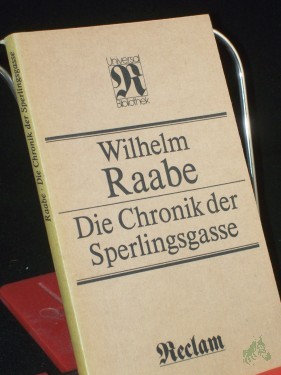 Universal
R
Bibliothek
Wilhelm
Raabe
Die Chronik der
Sperlingsgasse
Reclam
Raabe · Die Chronik der Sperlingsgasse